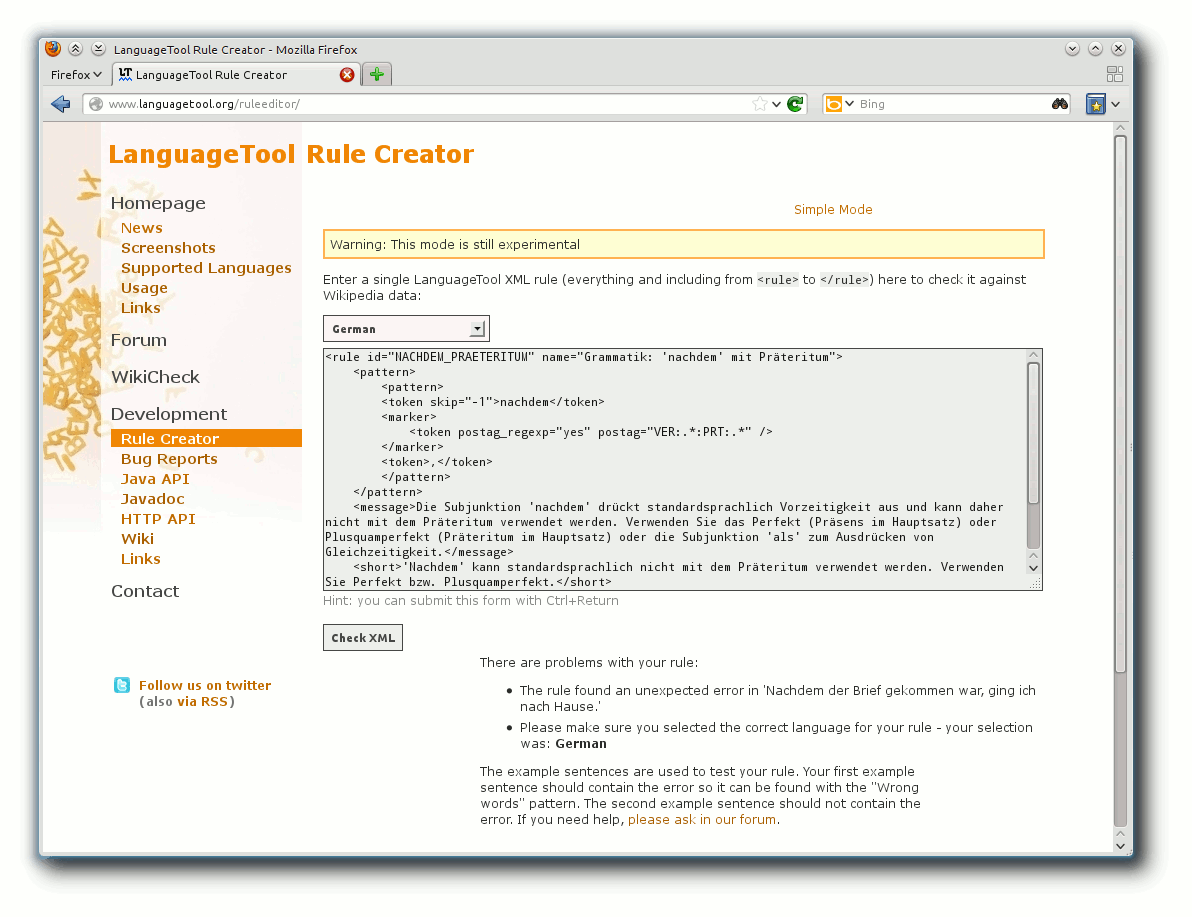 LanguageTool Rule Creator - Mozilla Firefox
Firefox
LanguageTool Rule Creator
www.languagetool.org/ruleeditor/
Bing
LanguageTool Rule Creator
Homepage
News
Screenshots
Supported Languages
Usage
Links
Forum
WikiCheck
Development
Rule Creator
Bug Reports
Java API
Javadoc
HTTP API
Wiki
Links
Contact
Follow us on twitter
(also via RSS)
Simple Mode
Warning: This mode is still experimental
Enter a single LanguageTool XML rule (everything and including from <rule> to </rule>) here to check it against
Wikipedia data:
German
<rule id="NACHDEM_PRAETERITUM" name="Grammatik: 'nachdem' mit Präteritum">
<pattern>
<pattern>
<token skip="-1">nachdem</token>
<marker>
<token postag_regexp="yes" postag="VER:.*:PRT:.*" />
</marker>
<token>,</token>
</pattern>
</pattern>
<message>Die Subjunktion 'nachdem' drückt standardsprachlich Vorzeitigkeit aus und kann daher
nicht mit dem Präteritum verwendet werden. Verwenden Sie das Perfekt (Präsens im Hauptsatz) oder
Plusquamperfekt (Präteritum im Hauptsatz) oder die Subjunktion 'als' zum Ausdrücken von
Gleichzeitigkeit.</message>
<short>'Nachdem' kann standardsprachlich nicht mit dem Präteritum verwendet werden. Verwenden
Sie Perfekt bzw. Plusquamperfekt.</short>
Hint: you can submit this form with Ctrl+Return
Check XML
There are problems with your rule:
• The rule found an unexpected error in 'Nachdem der Brief gekommen war, ging ich
nach Hause.'
• Please make sure you selected the correct language for your rule - your selection
was: German
The example sentences are used to test your rule. Your first example
sentence should contain the error so it can be found with the "Wrong
words" pattern. The second example sentence should not contain the
error. If you need help, please ask in our forum.